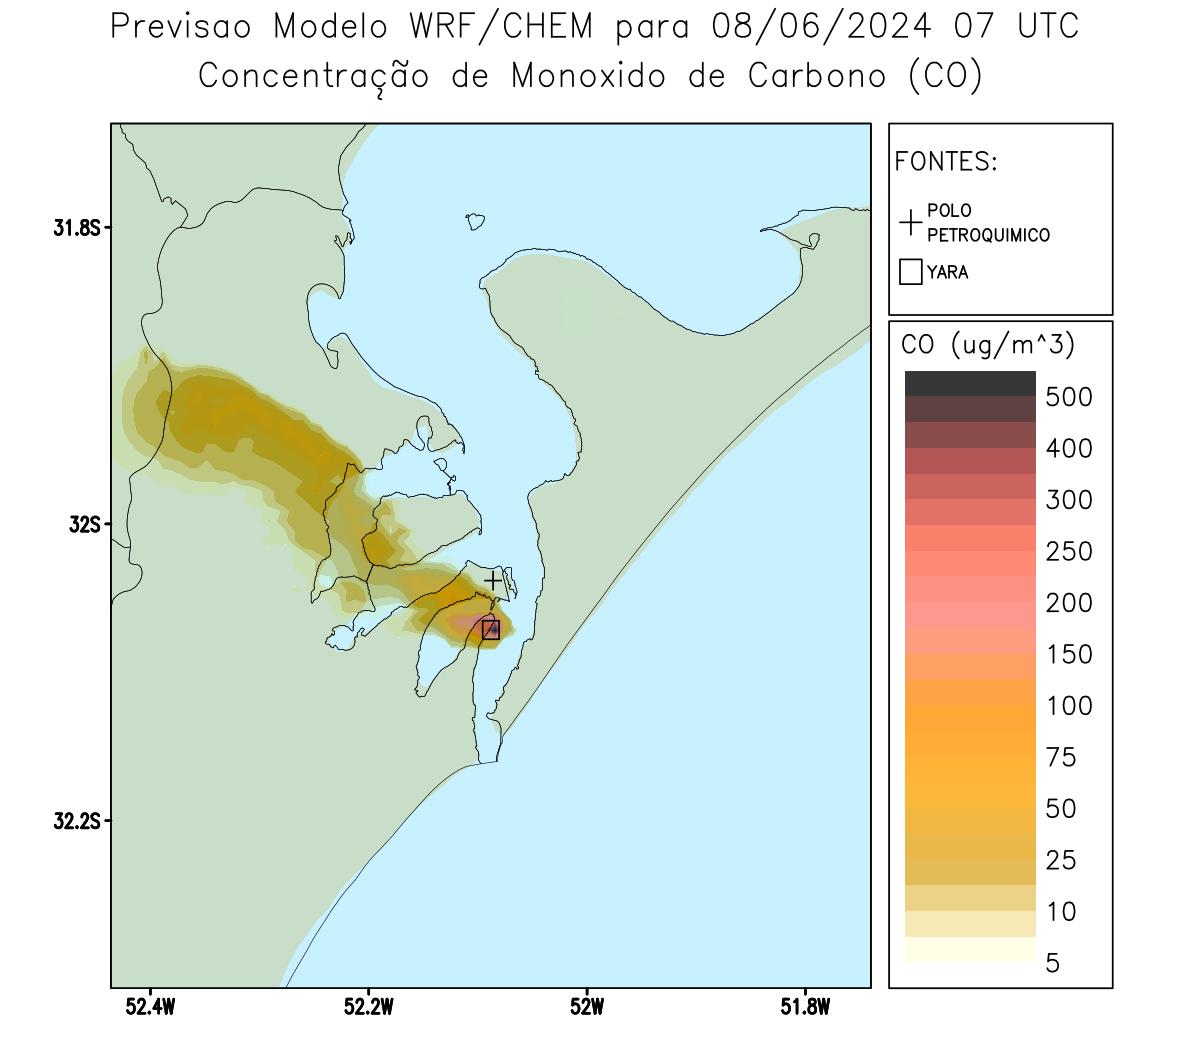 Previsao Modelo WRF/CHEM para 08/06/2024 07 UTC
Concentração de Monoxido de Carbono (CO)
FONTES:
POLO
PETROQUIMICO
YARA
31.8S
32S
32.2S
52.4W
52.2W
52W
51.8W
CO (ug/m^3)
500
400
300
250
200
150
100
75
50
25
10
5